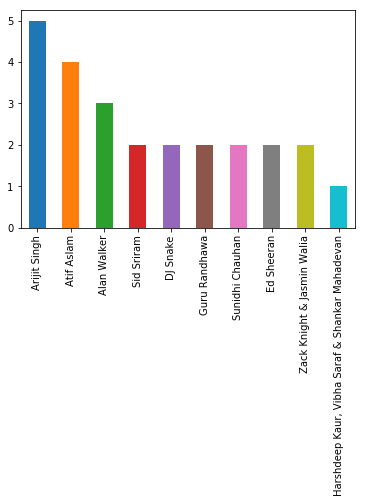 5
4
3
2
1
0
Arijit Singh
Atif Aslam
Alan Walker
Sid Sriram
DJ Snake
Guru Randhawa
Sunidhi Chauhan
Ed Sheeran
Zack Knight & Jasmin Walia
Harshdeep Kaur, Vibha Saraf & Shankar Mahadevan